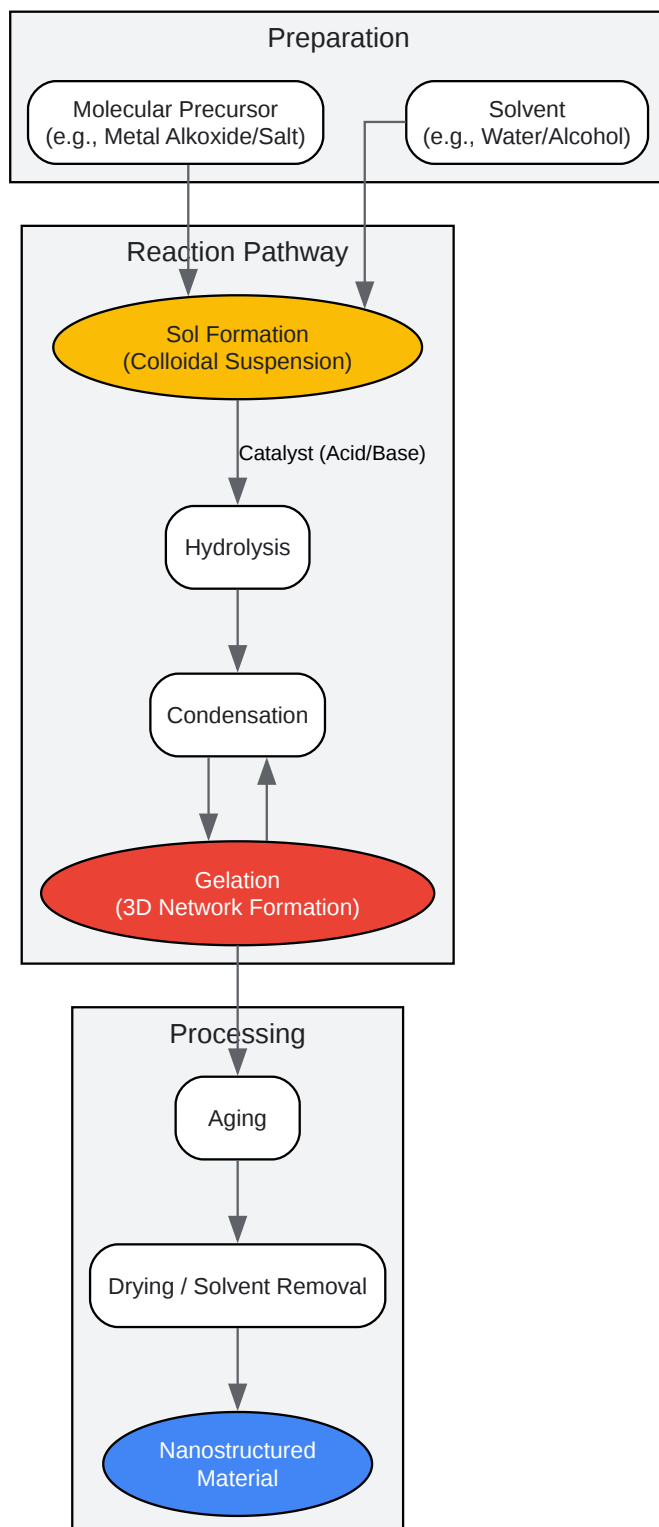 Preparation
Molecular Precursor
(e.g., Metal Alkoxide/Salt)
Solvent
(e.g., Water/Alcohol)
Reaction Pathway
Sol Formation
(Colloidal Suspension)
Catalyst (Acid/Base)
Hydrolysis
Condensation
Gelation
(3D Network Formation)
Processing
Aging
Drying / Solvent Removal
Nanostructured
Material